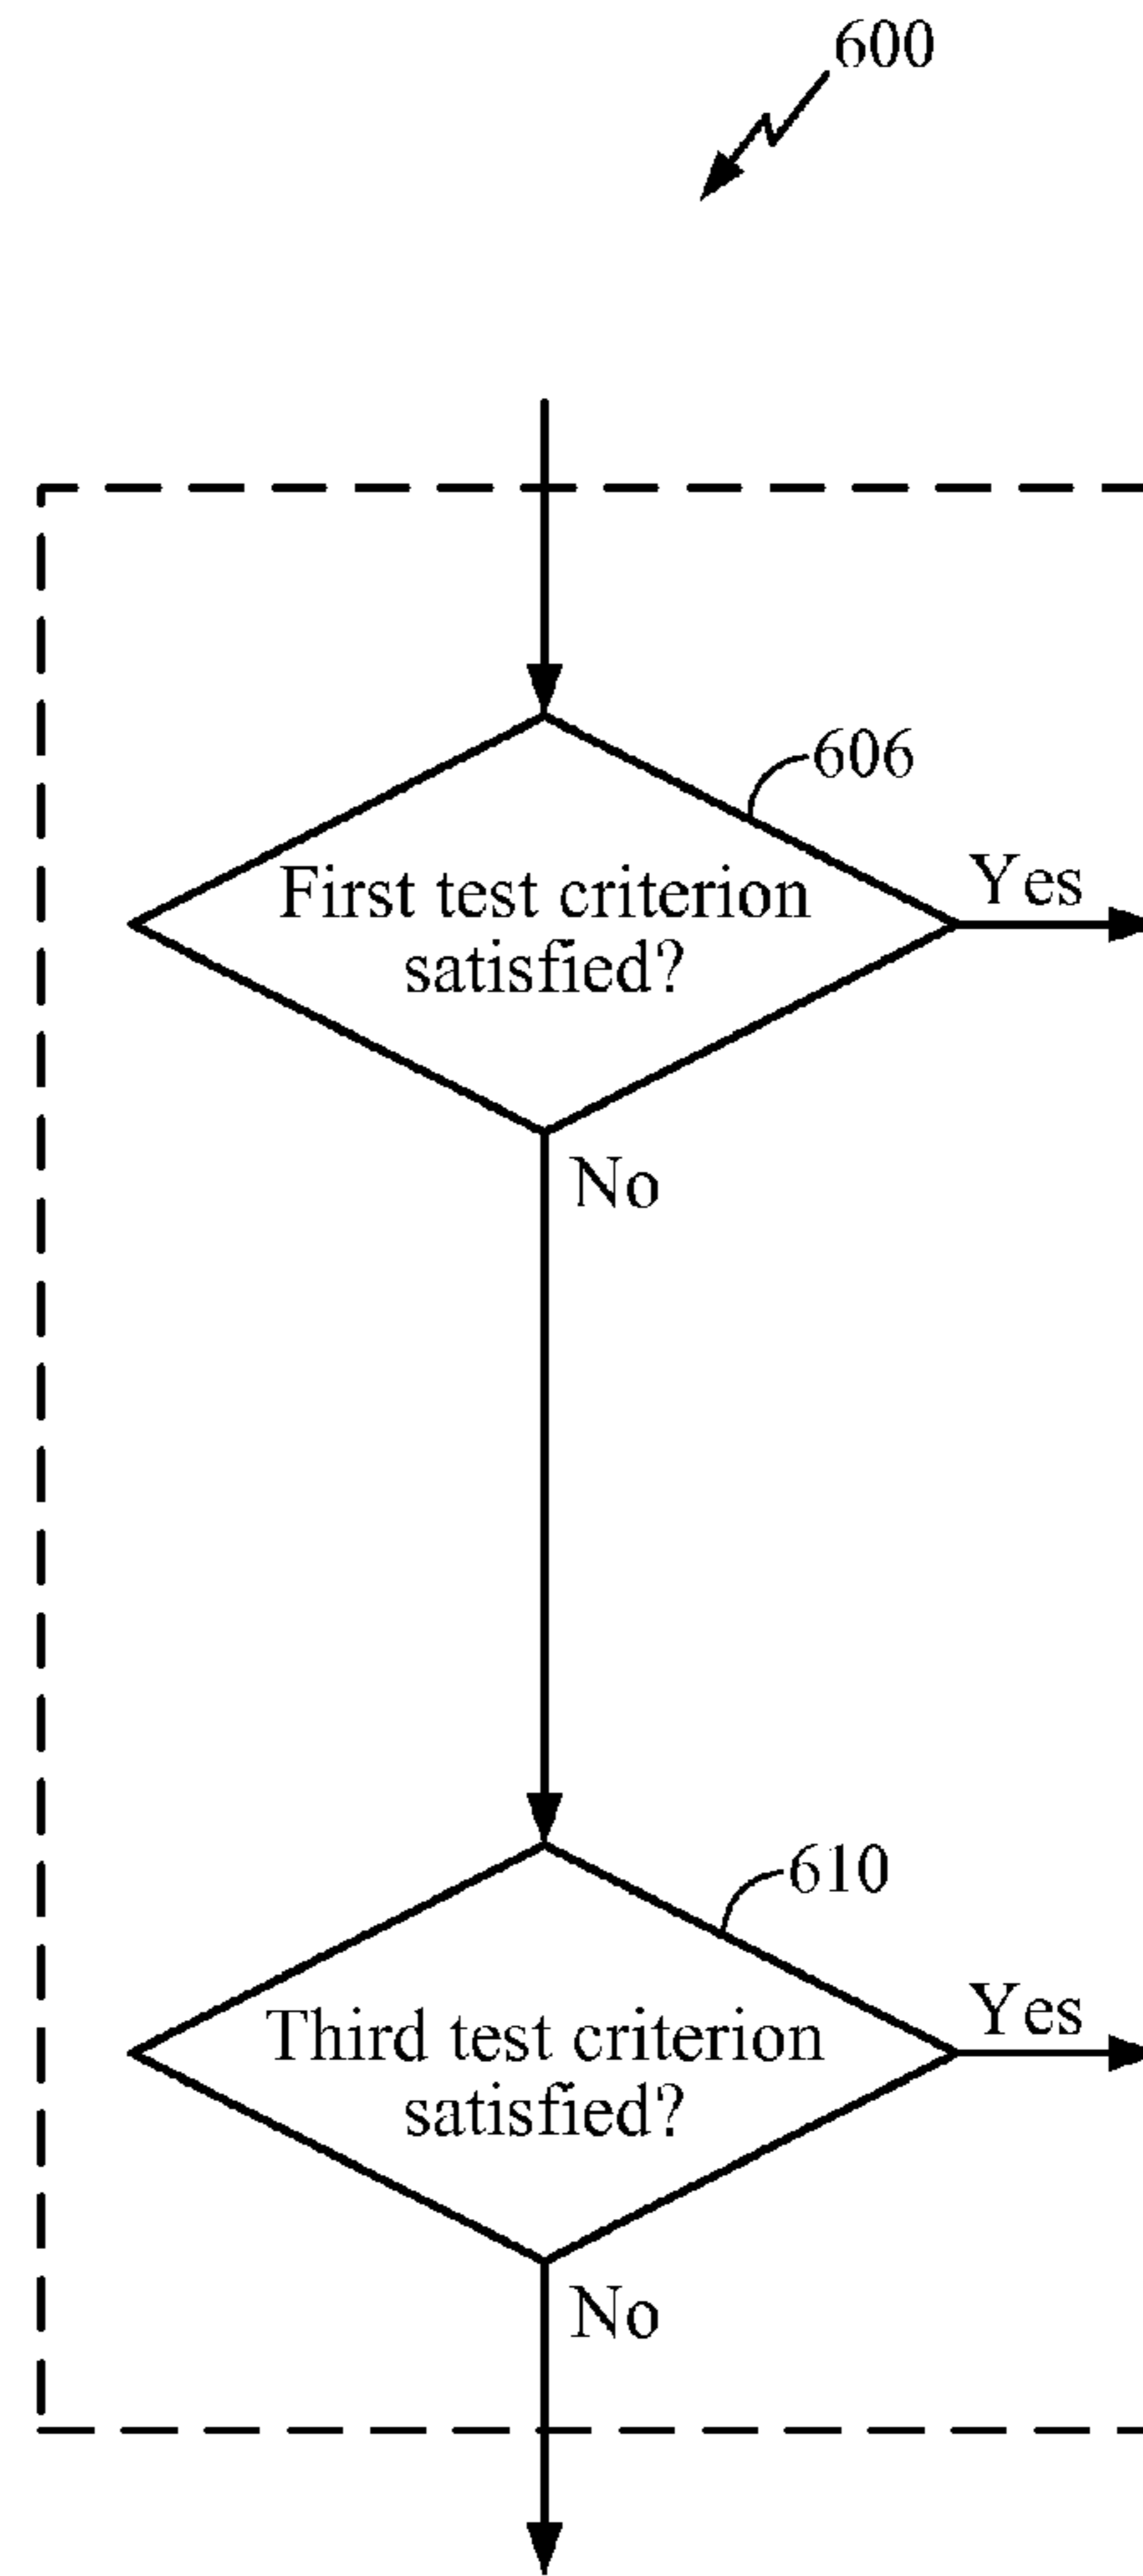 600
606
First test criterion
satisfied?
Yes
No
610
Third test criterion
satisfied?
Yes
No